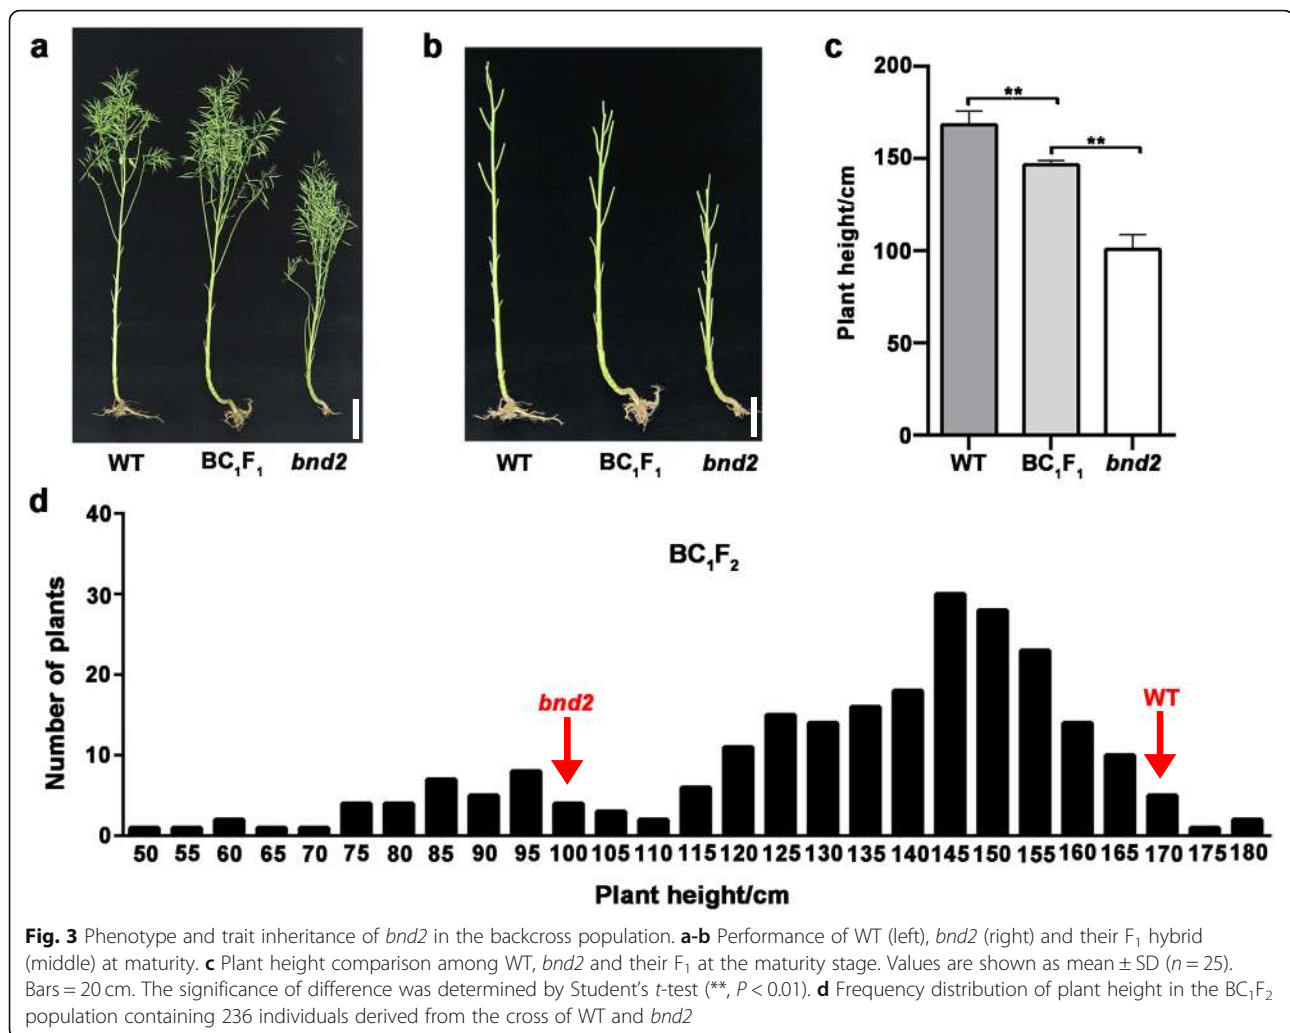 a
b
c
WT BC₁F₁ bnd2
WT BC₁F₁ bnd2
Plant height/cm
200
150
100
50
0
**
**
WT BC₁F₁ bnd2
d
BC₁F₂
Number of plants
40
30
20
10
0
bnd2
WT
50 55 60 65 70 75 80 85 90 95 100 105 110 115 120 125 130 135 140 145 150 155 160 165 170 175 180
Plant height/cm
Fig. 3 Phenotype and trait inheritance of bnd2 in the backcross population. a-b Performance of WT (left), bnd2 (right) and their F₁ hybrid
(middle) at maturity. c Plant height comparison among WT, bnd2 and their F₁ at the maturity stage. Values are shown as mean ± SD (n = 25).
Bars = 20 cm. The significance of difference was determined by Student's t-test (**, P < 0.01). d Frequency distribution of plant height in the BC₁F₂
population containing 236 individuals derived from the cross of WT and bnd2